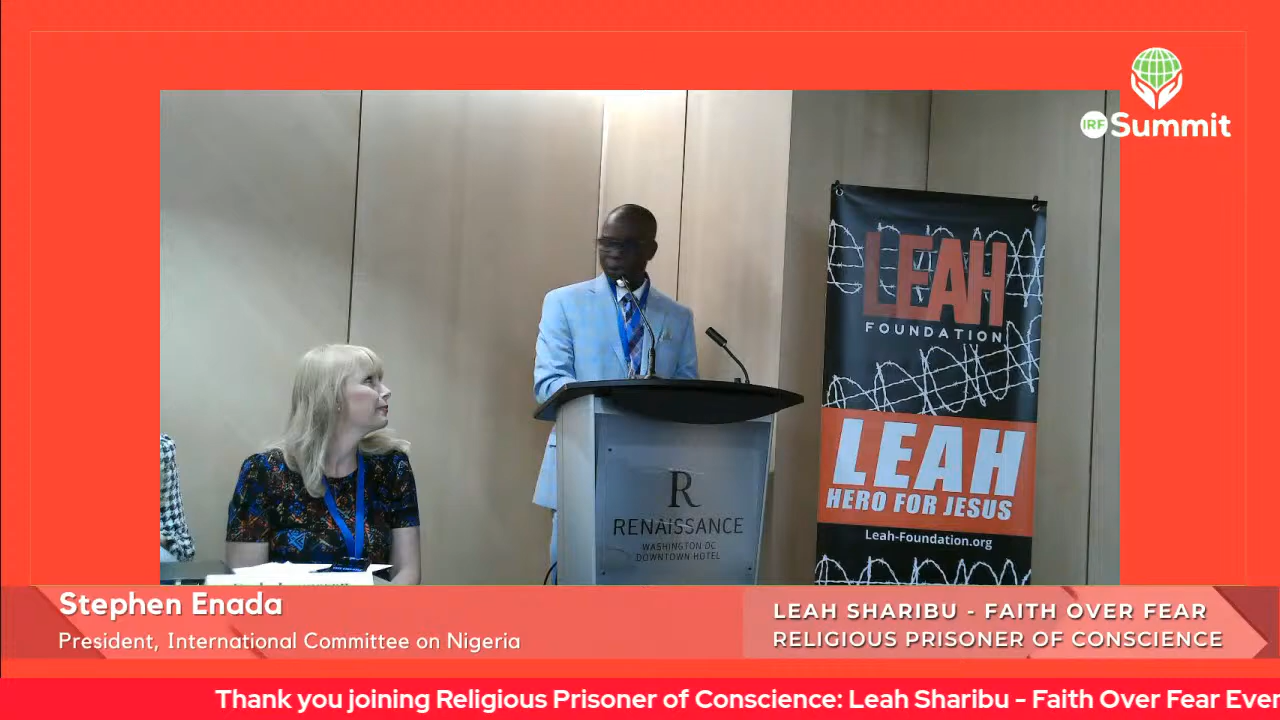 IRF Summit
LEAH
FOUNDATION
LEAH
HERO FOR JESUS
Leah-Foundation.org
R
RENAISSANCE
WASHINGTON DC
DOWNTOWN HOTEL
Stephen Enada
President, International Committee on Nigeria
LEAH SHARIBU - FAITH OVER FEAR
RELIGIOUS PRISONER OF CONSCIENCE
Thank you joining Religious Prisoner of Conscience: Leah Sharibu - Faith Over Fear Even